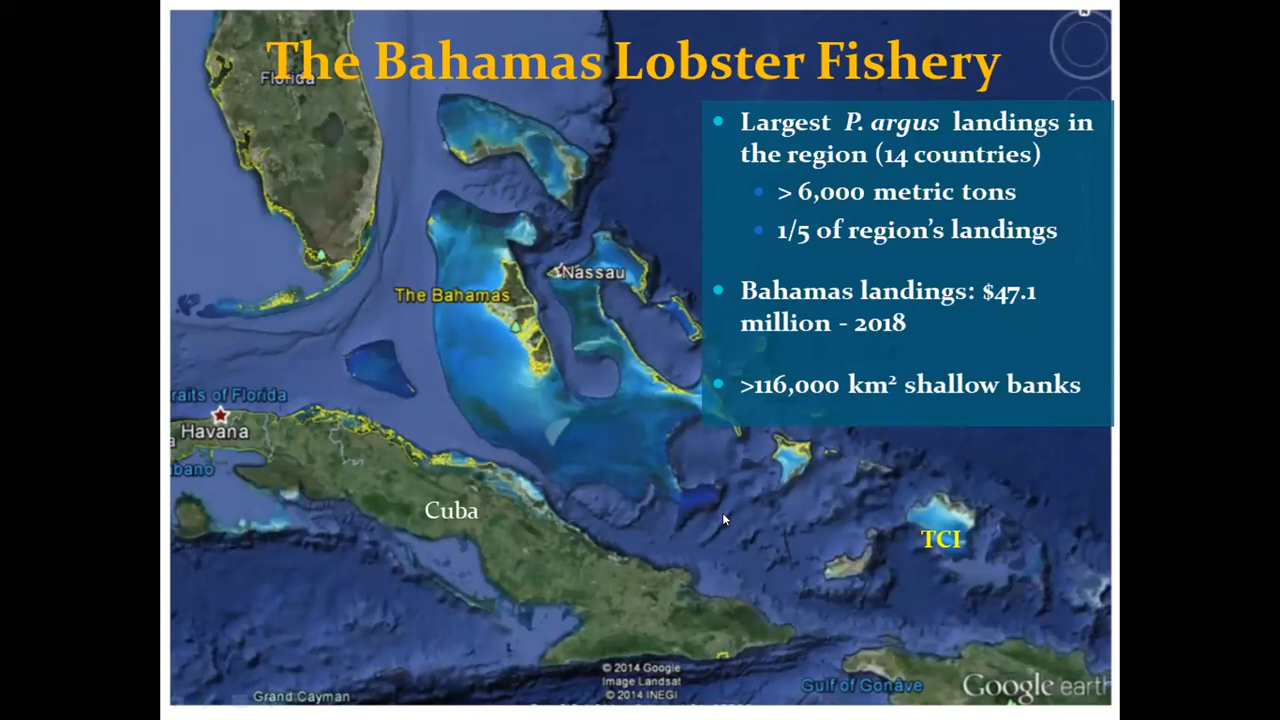 The Bahamas Lobster Fishery
Florida
• Largest P. argus landings in
the region (14 countries)
• > 6,000 metric tons
• 1/5 of region’s landings
• Bahamas landings: $47.1
million - 2018
• >116,000 km² shallow banks
Nassau
The Bahamas
raits of Florida
Havana
a
abano
Cuba
TCI
© 2014 Google
Image Landsat
© 2014 INEGI
Grand Cayman
Gulf of Gonâve
Google earth